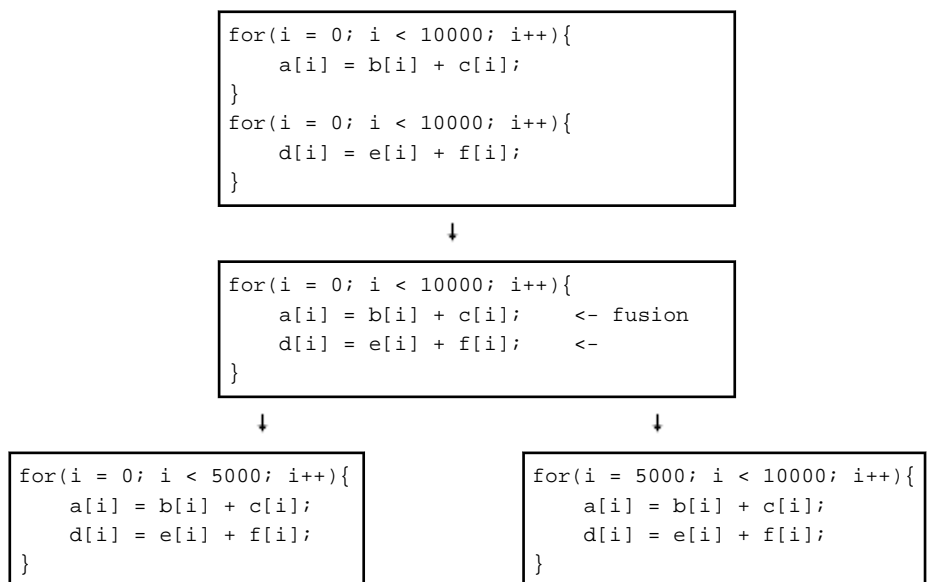 for(i = 0; i < 10000; i++){
    a[i] = b[i] + c[i];
}
for(i = 0; i < 10000; i++){
    d[i] = e[i] + f[i];
}
for(i = 0; i < 10000; i++){
    a[i] = b[i] + c[i];    <- fusion
    d[i] = e[i] + f[i];    <-
}
for(i = 0; i < 5000; i++){
    a[i] = b[i] + c[i];
    d[i] = e[i] + f[i];
}
for(i = 5000; i < 10000; i++){
    a[i] = b[i] + c[i];
    d[i] = e[i] + f[i];
}